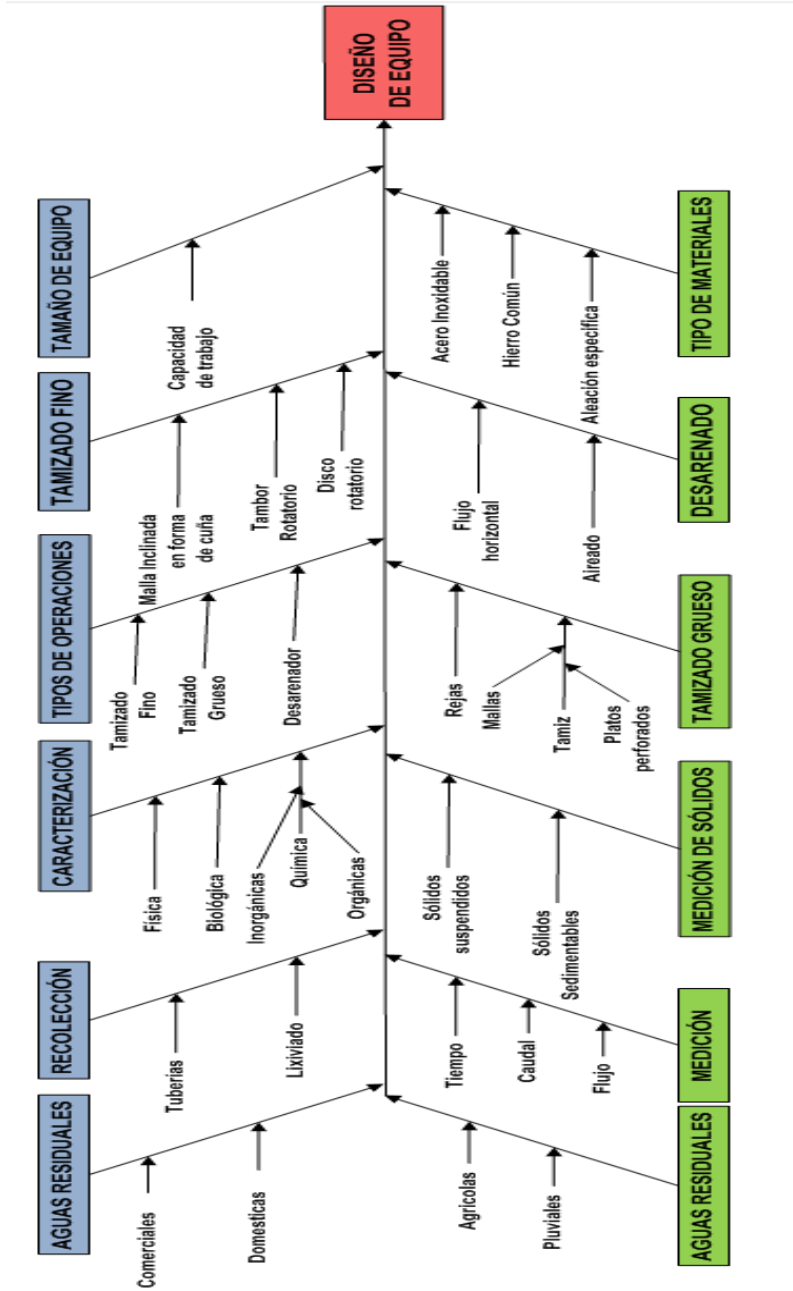 AGUAS RESIDUALES
Comerciales
Domesticas
RECOLECCIÓN
Tuberías
Lixiviado
CARACTERIZACIÓN
Física
Biológica
Inorgánicas
Química
Orgánicas
TIPOS DE OPERACIONES
Tamizado
Fino
Tamizado
Grueso
Desarenador
TAMIZADO FINO
Malla Inclinada
en forma
de cuña
Tambor
Rotatorio
Disco
rotatorio
TAMAÑO DE EQUIPO
Capacidad
de trabajo
DISEÑO
DE EQUIPO
AGUAS RESIDUALES
Agrícolas
Pluviales
MEDICIÓN
Tiempo
Caudal
Flujo
MEDICIÓN DE SÓLIDOS
Sólidos
suspendidos
Sólidos
Sedimentables
TAMIZADO GRUESO
Rejas
Mallas
Tamiz
Platos
perforados
DESARENADO
Flujo
horizontal
Aireado
TIPO DE MATERIALES
Acero Inoxidable
Hierro Común
Aleación especifica